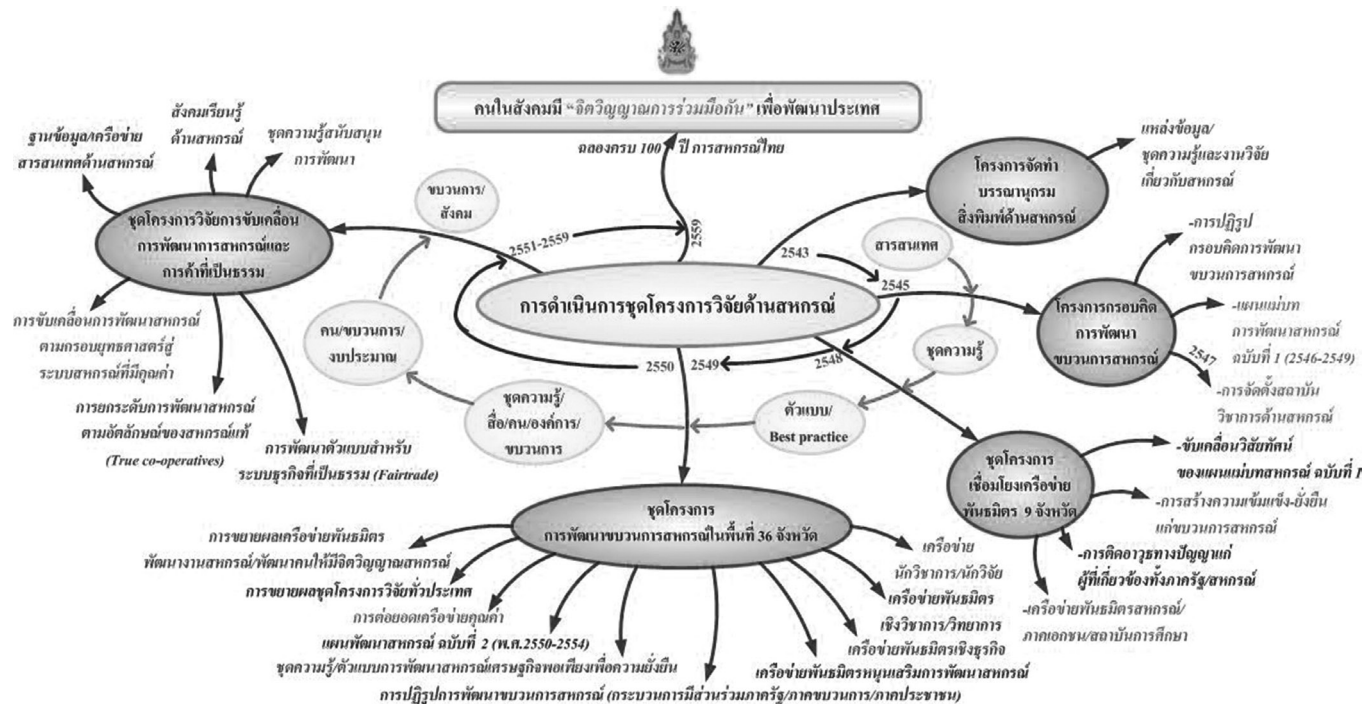 คนในสังคมมี “จิตวิญญาณการร่วมมือกัน” เพื่อพัฒนาประเทศ
ฉลองครบ 100 ปี การสหกรณ์ไทย
ฐานข้อมูล/เครือข่าย
สารสนเทศด้านสหกรณ์
สังคมเรียนรู้
ด้านสหกรณ์
ชุดความรู้สนับสนุน
การพัฒนา
ชุดโครงการวิจัยการขับเคลื่อน
การพัฒนาการสหกรณ์และ
การค้าที่เป็นธรรม
ขบวนการ/
สังคม
2551-2559
2559
โครงการจัดทำ
บรรณานุกรม
สิ่งพิมพ์ด้านสหกรณ์
แหล่งข้อมูล/
ชุดความรู้และงานวิจัย
เกี่ยวกับสหกรณ์
2543
สารสนเทศ
2545
การดำเนินการชุดโครงการวิจัยด้านสหกรณ์
โครงการกรอบคิด
การพัฒนา
ขบวนการสหกรณ์
-การปฏิรูป
กรอบคิดการพัฒนา
ขบวนการสหกรณ์
-แผนแม่บท
การพัฒนาสหกรณ์
ฉบับที่ 1 (2546-2549)
2547
-การจัดตั้งสถาบัน
วิชาการด้านสหกรณ์
ชุดความรู้
2548
2549
2550
คน/ขบวนการ/
งบประมาณ
ชุดความรู้/
สื่อ/คน/องค์การ/
ขบวนการ
ตัวแบบ/
Best practice
การขับเคลื่อนการพัฒนาสหกรณ์
ตามกรอบยุทธศาสตร์สู่
ระบบสหกรณ์ที่มีคุณค่า
การยกระดับการพัฒนาสหกรณ์
ตามอัตลักษณ์ของสหกรณ์แท้
(True co-operatives)
การพัฒนาตัวแบบสำหรับ
ระบบธุรกิจที่เป็นธรรม (Fairtrade)
ชุดโครงการ
เชื่อมโยงเครือข่าย
พันธมิตร 9 จังหวัด
-ขับเคลื่อนวิสัยทัศน์
ของแผนแม่บทสหกรณ์ ฉบับที่ 1
-การสร้างความเข้มแข็ง-ยั่งยืน
แก่ขบวนการสหกรณ์
-การติดอาวุธทางปัญญาแก่
ผู้ที่เกี่ยวข้องทั้งภาครัฐ/สหกรณ์
-เครือข่ายพันธมิตรสหกรณ์/
ภาคเอกชน/สถาบันการศึกษา
ชุดโครงการ
การพัฒนาขบวนการสหกรณ์ในพื้นที่ 36 จังหวัด
การขยายผลเครือข่ายพันธมิตร
พัฒนางานสหกรณ์/พัฒนาคนให้มีจิตวิญญาณสหกรณ์
การขยายผลชุดโครงการวิจัยทั่วประเทศ
การต่อยอดเครือข่ายคุณค่า
แผนพัฒนาสหกรณ์ ฉบับที่ 2 (พ.ศ.2550-2554)
ชุดความรู้/ตัวแบบการพัฒนาสหกรณ์เศรษฐกิจพอเพียงเพื่อความยั่งยืน
การปฏิรูปการพัฒนาขบวนการสหกรณ์ (กระบวนการมีส่วนร่วมภาครัฐ/ภาคขบวนการ/ภาคประชาชน)
เครือข่าย
นักวิชาการ/นักวิจัย
เครือข่ายพันธมิตร
เชิงวิชาการ/วิทยาการ
เครือข่ายพันธมิตรเชิงธุรกิจ
เครือข่ายพันธมิตรหนุนเสริมการพัฒนาสหกรณ์